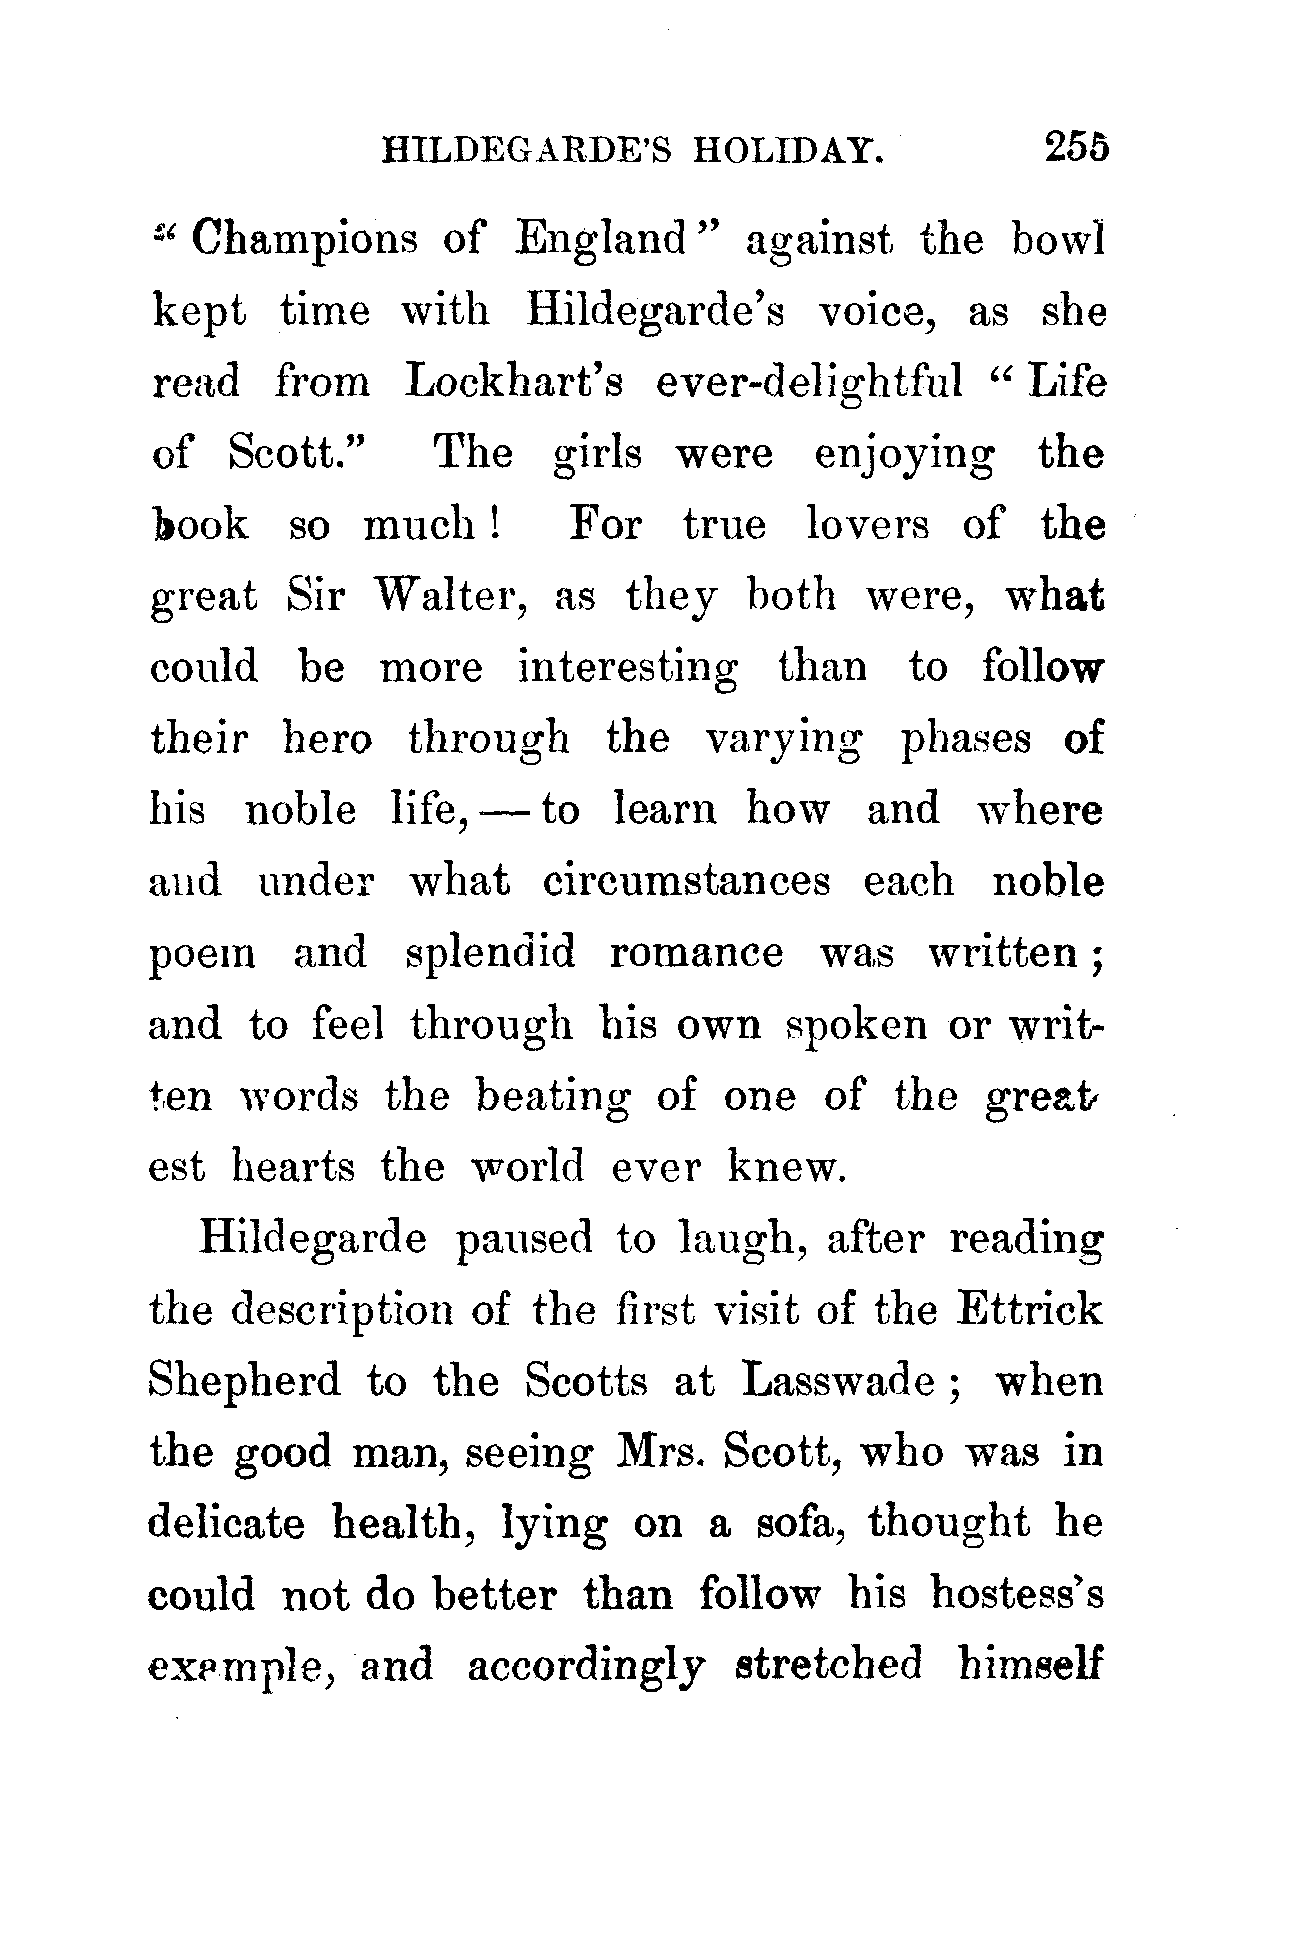 HILDEGARDE'S HOLIDAY. 255
“ Champions of England ” against the bowl
kept time with Hildegarde's voice, as she
read from Lockhart's ever-delightful “ Life
of Scott.” The girls were enjoying the
book so much ! For true lovers of the
great Sir Walter, as they both were, what
could be more interesting than to follow
their hero through the varying phases of
his noble life, — to learn how and where
and under what circumstances each noble
poem and splendid romance was written ;
and to feel through his own spoken or writ-
ten words the beating of one of the great-
est hearts the world ever knew.
Hildegarde paused to laugh, after reading
the description of the first visit of the Ettrick
Shepherd to the Scotts at Lasswade ; when
the good man, seeing Mrs. Scott, who was in
delicate health, lying on a sofa, thought he
could not do better than follow his hostess's
example, and accordingly stretched himself